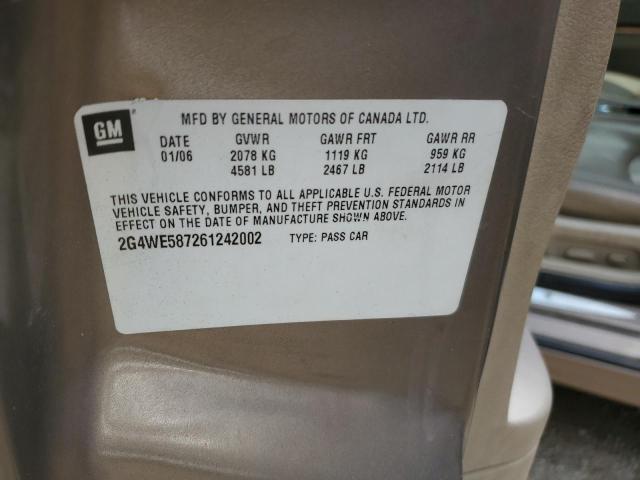 GM
MFD BY GENERAL MOTORS OF CANADA LTD.
DATE GVWR GAWR FRT GAWR RR
01/06 2078 KG 1119 KG 959 KG
4581 LB 2467 LB 2114 LB
THIS VEHICLE CONFORMS TO ALL APPLICABLE U.S. FEDERAL MOTOR
VEHICLE SAFETY, BUMPER, AND THEFT PREVENTION STANDARDS IN
EFFECT ON THE DATE OF MANUFACTURE SHOWN ABOVE.
2G4WE587261242002 TYPE: PASS CAR